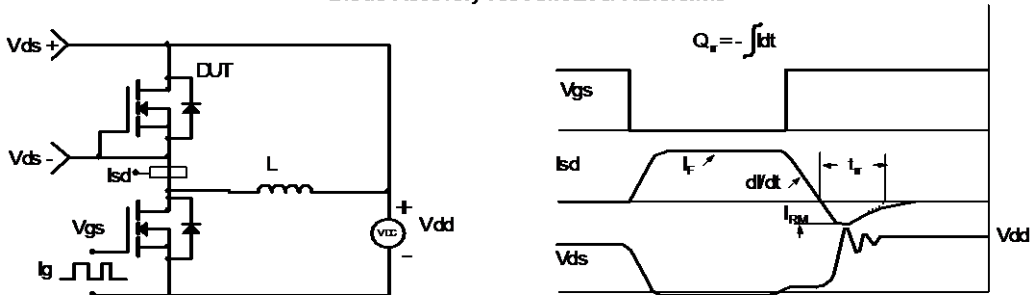 Vds +
DUT
Vds -
Isd
L
Vgs
Ig
+
VDC
-
Vdd
Qrr = - ∫Idt
Vgs
Isd
IF
dI/dt
trr
IRM
Vds
Vdd